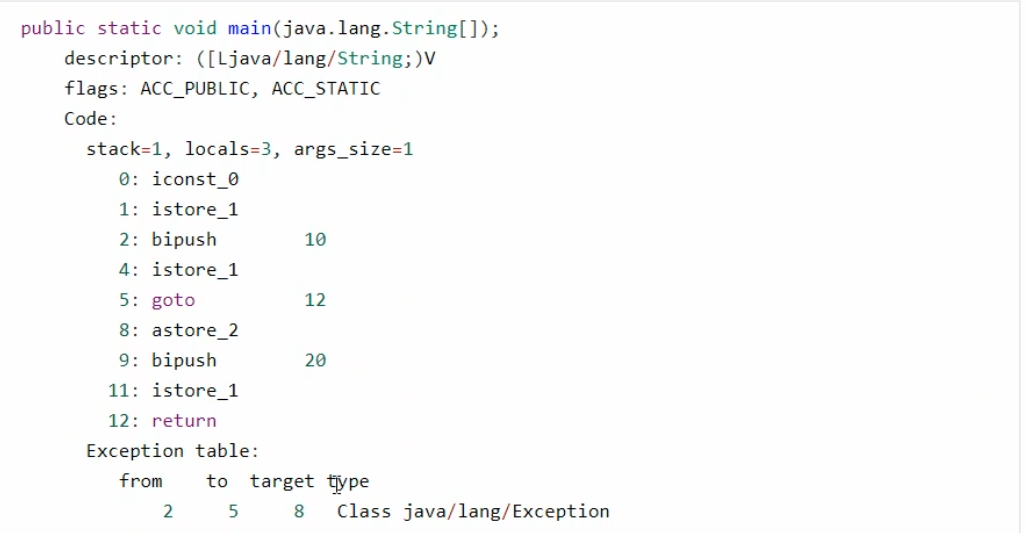 public static void main(java.lang.String[]);
descriptor: ([Ljava/lang/String;)V
flags: ACC_PUBLIC, ACC_STATIC
Code:
stack=1, locals=3, args_size=1
0: iconst_0
1: istore_1
2: bipush 10
4: istore_1
5: goto 12
8: astore_2
9: bipush 20
11: istore_1
12: return
Exception table:
from to target type
2 5 8 Class java/lang/Exception